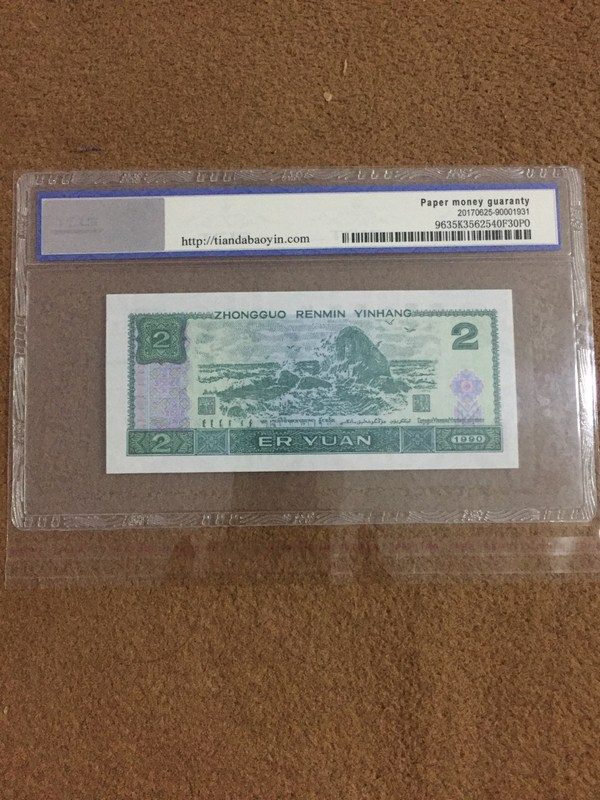 Paper money guaranty
20170625-90001931
http://tiandabaoyin.com
9635K3562540P30P0
ZHONGGUO RENMIN YINHANG
2
2
2
ER YUAN
1990